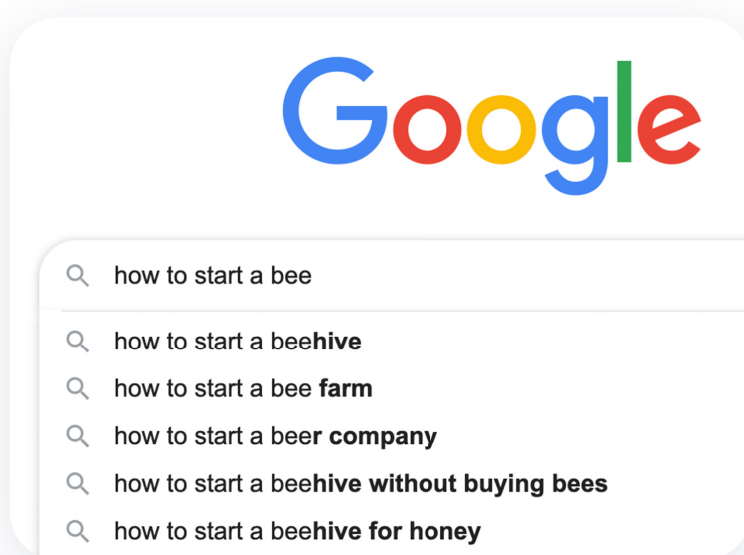 Google
how to start a bee
how to start a beehive
how to start a bee farm
how to start a beer company
how to start a beehive without buying bees
how to start a beehive for honey